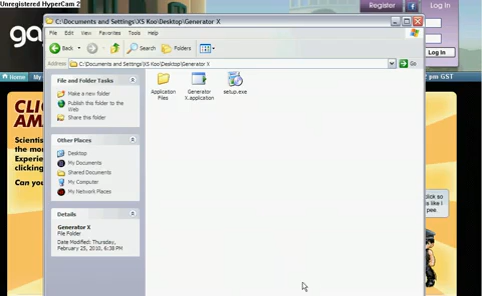 Unregistered HyperCam 2
Register
Log In
C:\Documents and Settings\XS Koo\Desktop\Generator X
File Edit View Favorites Tools Help
Back
Search
Folders
Address
C:\Documents and Settings\XS Koo\Desktop\Generator X
Go
Log In
Home
My
pm GST
File and Folder Tasks
Make a new folder
Publish this folder to the
Web
Share this folder
Application
Files
Generator
X.application
setup.exe
Other Places
Desktop
My Documents
Shared Documents
My Computer
My Network Places
Details
Generator X
File Folder
Date Modified: Thursday,
February 25, 2010, 6:38 PM
Scientis
the mo
Experie
clicking
Can you
click so
s like I
pee.